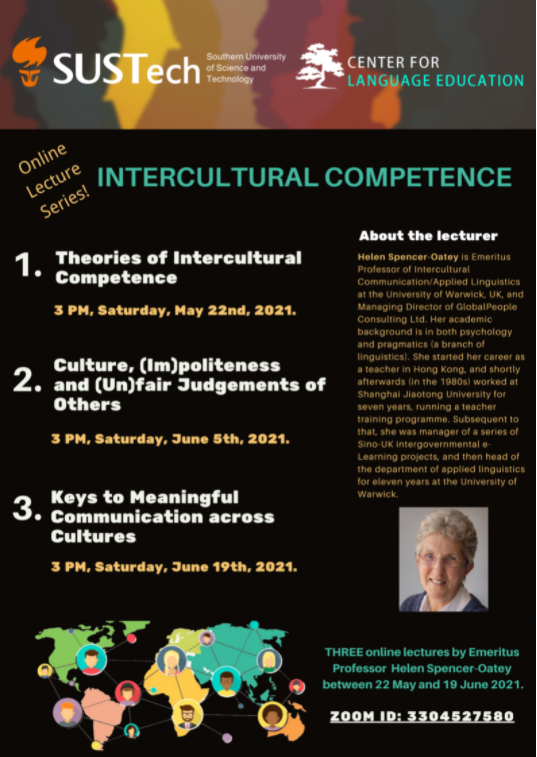 SUSTech
Southern University
of Science and
Technology
CENTER FOR
LANGUAGE EDUCATION
Online
Lecture
Series!
INTERCULTURAL COMPETENCE
1. Theories of Intercultural
Competence
3 PM, Saturday, May 22nd, 2021.
2. Culture, (Im)politeness
and (Un)fair Judgements of
Others
3 PM, Saturday, June 5th, 2021.
3. Keys to Meaningful
Communication across
Cultures
3 PM, Saturday, June 19th, 2021.
About the lecturer
Helen Spencer-Oatey is Emeritus
Professor of Intercultural
Communication/Applied Linguistics
at the University of Warwick, UK, and
Managing Director of GlobalPeople
Consulting Ltd. Her academic
background is in both psychology
and pragmatics (a branch of
linguistics). She started her career as
a teacher in Hong Kong, and shortly
afterwards (in the 1980s) worked at
Shanghai Jiaotong University for
seven years, running a teacher
training programme. Subsequent to
that, she was manager of a series of
Sino-UK intergovernmental e-
Learning projects, and then head of
the department of applied linguistics
for eleven years at the University of
Warwick.
THREE online lectures by Emeritus
Professor Helen Spencer-Oatey
between 22 May and 19 June 2021.
ZOOM ID: 3304527580